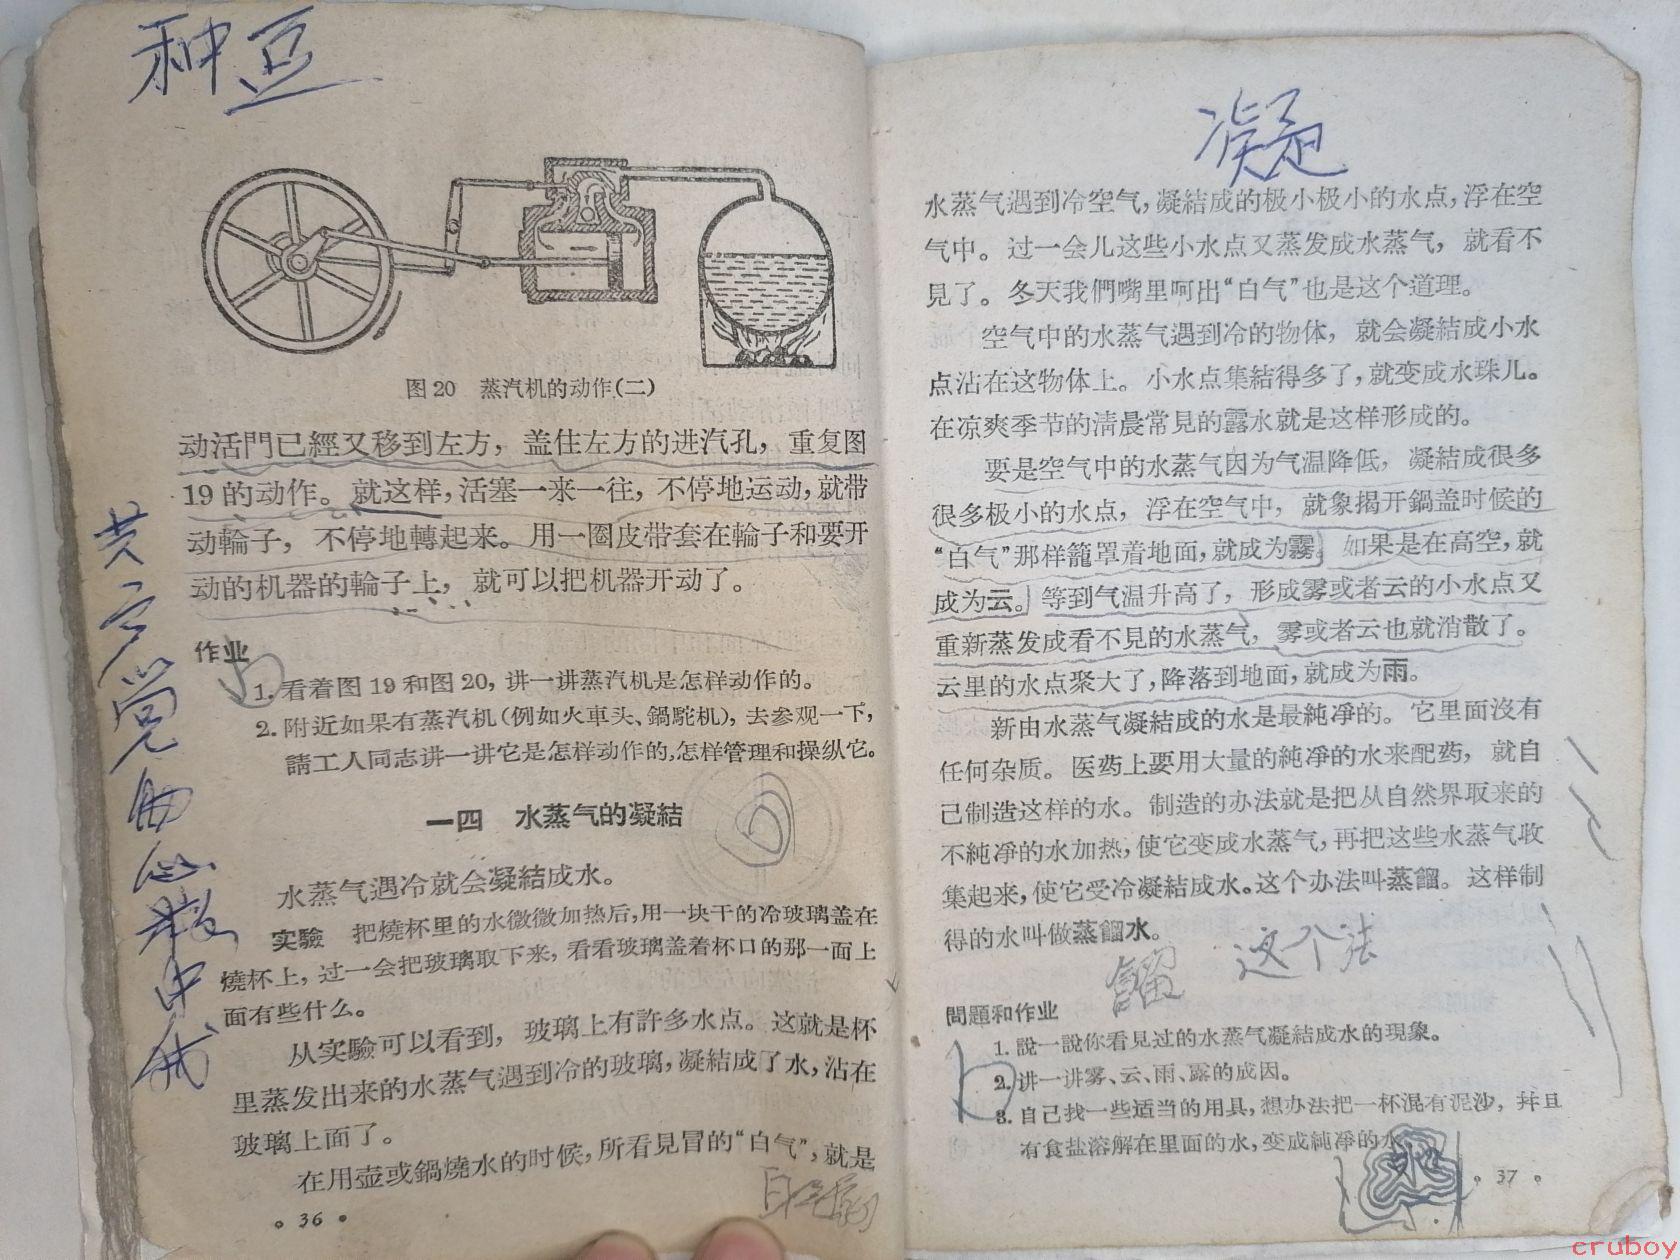 种豆
图20 蒸汽机的动作(二)
动活門已經又移到左方，盖住左方的进汽孔，重复图
19的动作。就这样，活塞一来一往，不停地运动，就带
动輪子，不停地轉起来。用一圈皮带套在輪子和要开
动的机器的輪子上，就可以把机器开动了。
作业
1. 看着图19和图20，讲一讲蒸汽机是怎样动作的。
2. 附近如果有蒸汽机(例如火車头、鍋駝机)，去参观一下，
請工人同志讲一讲它是怎样动作的，怎样管理和操纵它。
一四 水蒸气的凝結
水蒸气遇冷就会凝結成水。
实驗 把燒杯里的水微微加热后，用一块干的冷玻璃盖在
燒杯上，过一会把玻璃取下来，看看玻璃盖着杯口的那一面上
面有些什么。
从实驗可以看到，玻璃上有許多水点。这就是杯
里蒸发出来的水蒸气遇到冷的玻璃，凝結成了水，沾在
玻璃上面了。
在用壶或鍋燒水的时候，所看見冒的“白气”，就是
• 36 •
凝
水蒸气遇到冷空气，凝結成的极小极小的水点，浮在空
气中。过一会儿这些小水点又蒸发成水蒸气，就看不
見了。冬天我們嘴里呵出“白气”也是这个道理。
空气中的水蒸气遇到冷的物体，就会凝結成小水
点沾在这物体上。小水点集結得多了，就变成水珠儿。
在凉爽季节的清晨常見的露水就是这样形成的。
要是空气中的水蒸气因为气温降低，凝結成很多
很多极小的水点，浮在空气中，就象揭开鍋盖时候的
“白气”那样籠罩着地面，就成为霧。如果是在高空，就
成为云。等到气温升高了，形成雾或者云的小水点又
重新蒸发成看不見的水蒸气，雾或者云也就消散了。
云里的水点聚大了，降落到地面，就成为雨。
新由水蒸气凝結成的水是最純凈的。它里面沒有
任何杂质。医药上要用大量的純凈的水来配药，就自
己制造这样的水。制造的办法就是把从自然界取来的
不純凈的水加热，使它变成水蒸气，再把这些水蒸气收
集起来，使它受冷凝結成水。这个办法叫蒸餾。这样制
得的水叫做蒸餾水。
餾 这个法
問題和作业
1. 說一說你看見过的水蒸气凝結成水的現象。
2. 讲一讲雾、云、雨、露的成因。
3. 自己找一些适当的用具，想办法把一杯混有泥沙，幷且
有食盐溶解在里面的水，变成純凈的水
• 37 •
cruboy